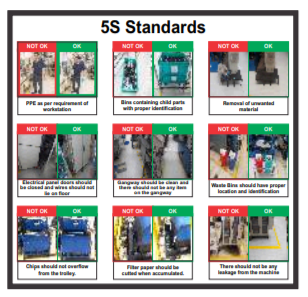 5S Standards
NOT OK OK
NOT OK OK
NOT OK OK
PPE as per requirement of
workstation
Bins containing child parts
with proper identification
Removal of unwanted
material
NOT OK OK
NOT OK OK
NOT OK OK
Electrical panel doors should
be closed and wires should not
lie on floor
Gangway should be clean and
there should not be any item
on the gangway
Waste Bins should have proper
location and identification
NOT OK OK
NOT OK OK
NOT OK OK
Chips should not overflow
from the trolley.
Filter paper should be
cutted when accumulated.
There should not be any
leakage from the machine